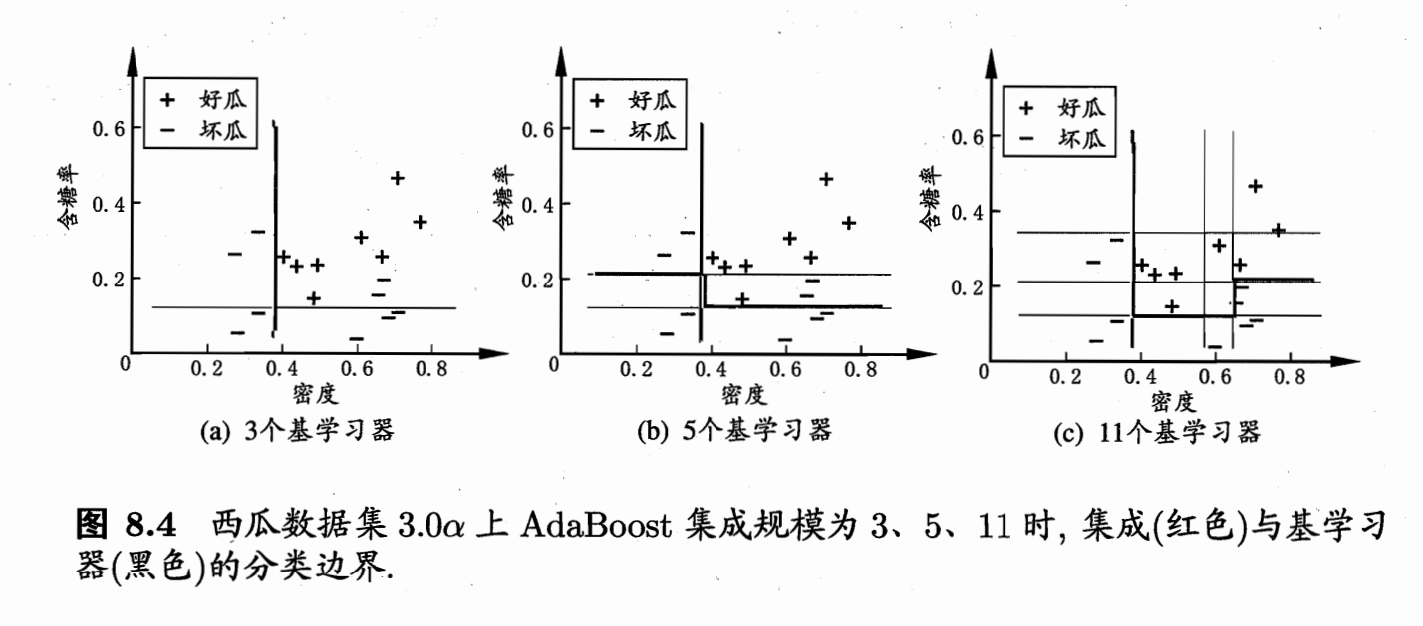 + 好瓜
− 坏瓜
0.6
0.4
0.2
含糖率
0 0.2 0.4 0.6 0.8
密度
(a) 3个基学习器
+ 好瓜
− 坏瓜
0.6
0.4
0.2
含糖率
0 0.2 0.4 0.6 0.8
密度
(b) 5个基学习器
+ 好瓜
− 坏瓜
0.6
0.4
0.2
含糖率
0 0.2 0.4 0.6 0.8
密度
(c) 11个基学习器
图 8.4 西瓜数据集 3.0α 上 AdaBoost 集成规模为 3、5、11 时, 集成(红色)与基学习
器(黑色)的分类边界.